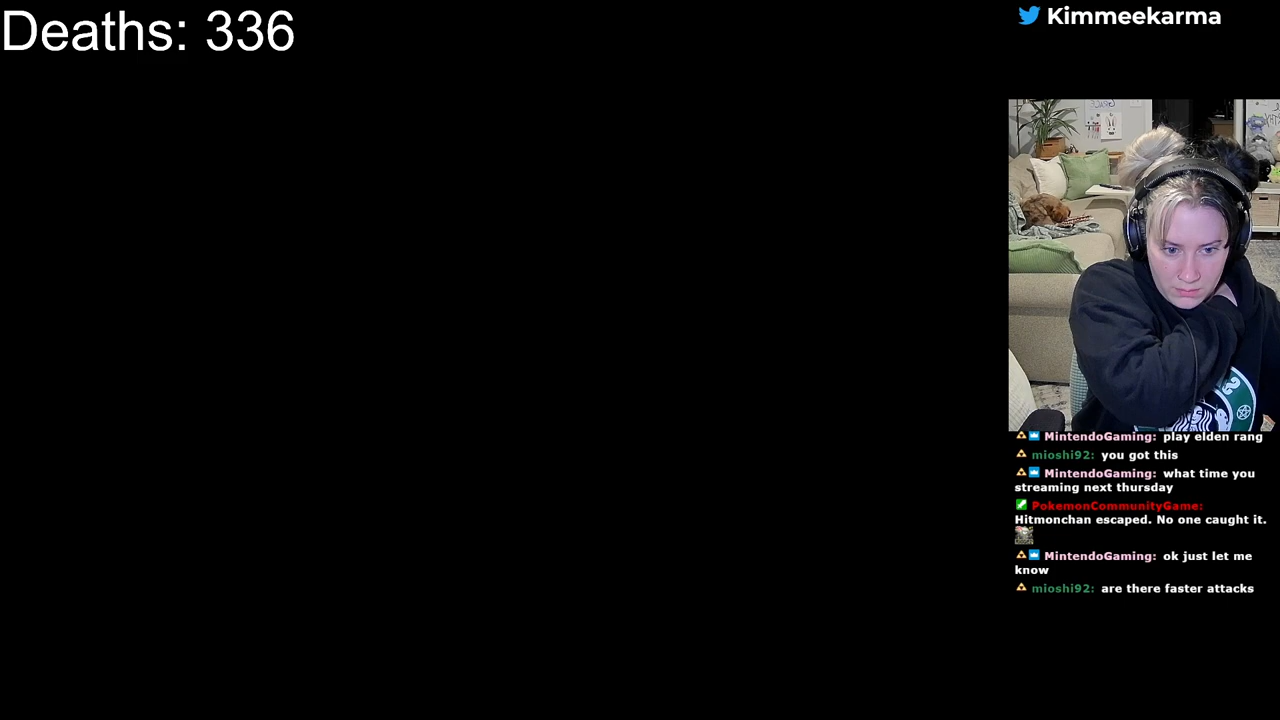 Deaths: 336
Kimmeekarma
MintendoGaming: play elden rang
mioshi92: you got this
MintendoGaming: what time you
streaming next thursday
PokemonCommunityGame:
Hitmonchan escaped. No one caught it.
MintendoGaming: ok just let me
know
mioshi92: are there faster attacks